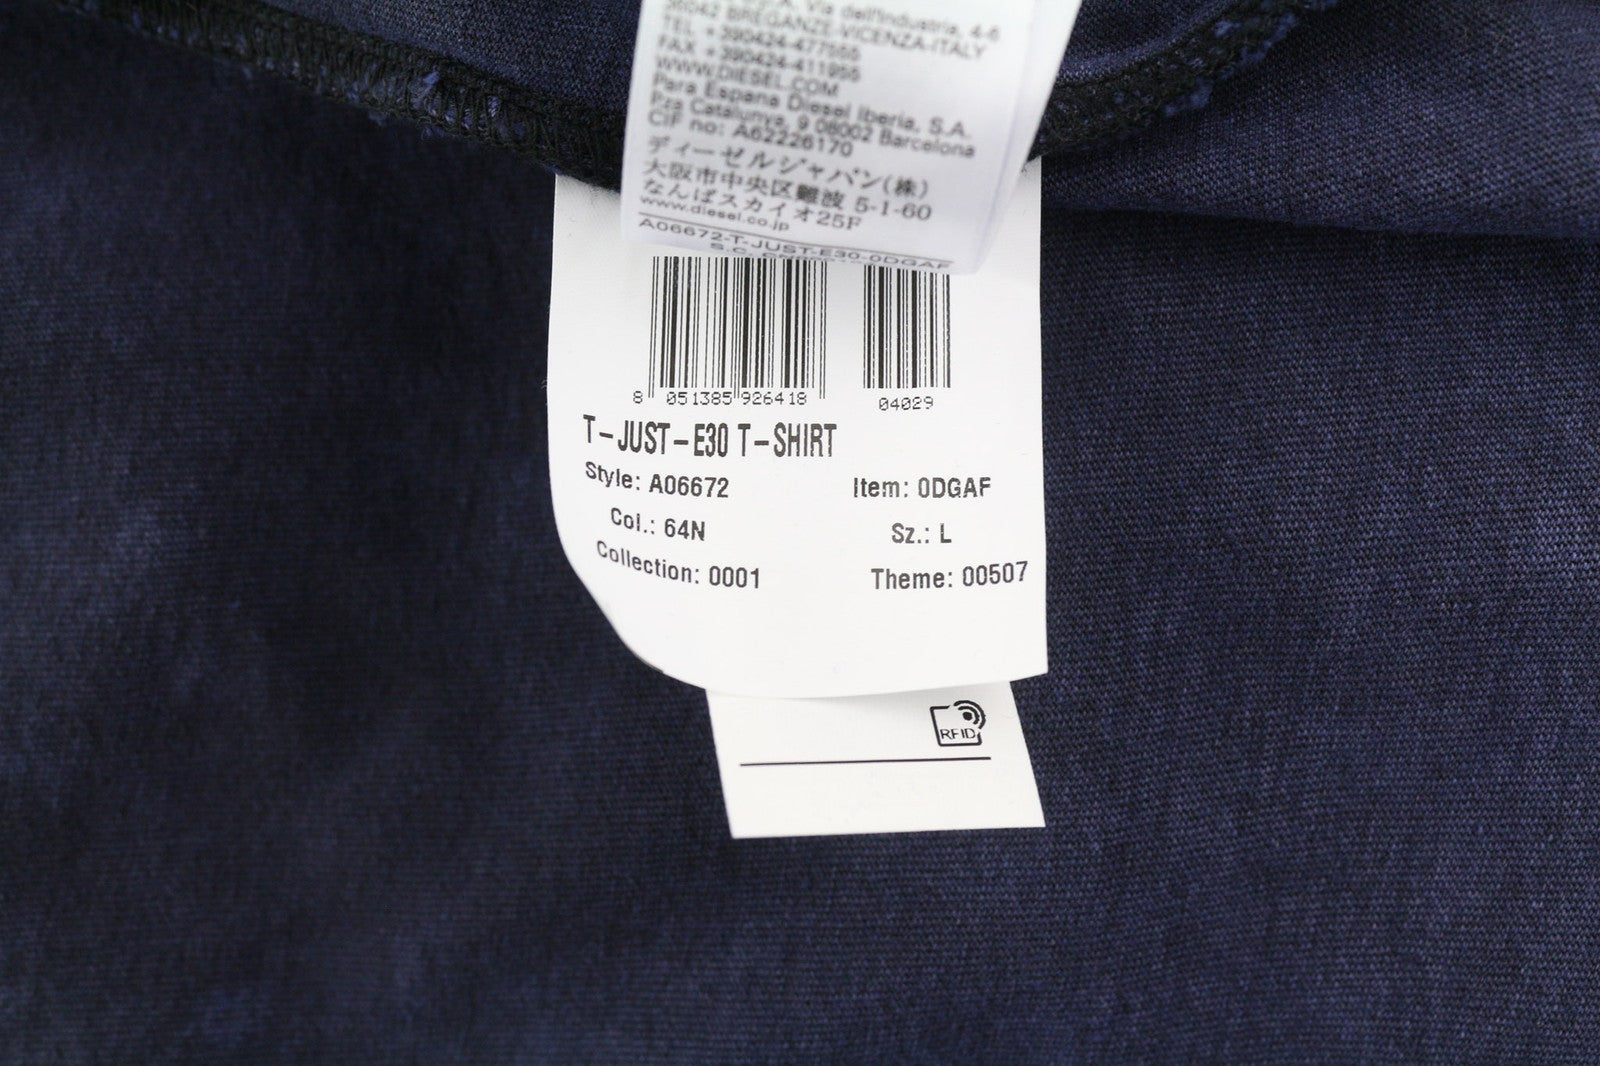 Via dell'Industria, 4-6
36042 BREGANZE-VICENZA-ITALY
TEL +390424-477555
FAX +390424-411955
WWW.DIESEL.COM
Para Espana Diesel Iberia, S.A.
Pza Catalunya, 9 08002 Barcelona
CIF no: A62226170
ディーゼルジャパン(株)
大阪市中央区難波 5-1-60
なんばスカイオ25F
www.diesel.co.jp
A06672-T-JUST-E30-0DGAF
8 051385 926418 04029
T-JUST-E30 T-SHIRT
Style: A06672 Item: 0DGAF
Col.: 64N Sz.: L
Collection: 0001 Theme: 00507
RFID